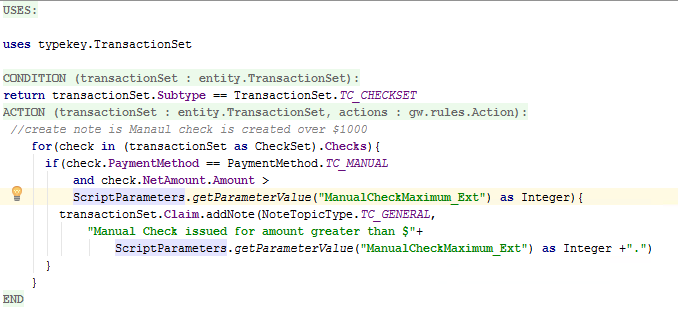 USES:
uses typekey.TransactionSet
CONDITION (transactionSet : entity.TransactionSet):
return transactionSet.Subtype == TransactionSet.TC_CHECKSET
ACTION (transactionSet : entity.TransactionSet, actions : gw.rules.Action):
//create note is Manaul check is created over $1000
for(check in (transactionSet as CheckSet).Checks){
if(check.PaymentMethod == PaymentMethod.TC_MANUAL
and check.NetAmount.Amount >
ScriptParameters.getParameterValue("ManualCheckMaximum_Ext") as Integer){
transactionSet.Claim.addNote(NoteTopicType.TC_GENERAL,
"Manual Check issued for amount greater than $"+
ScriptParameters.getParameterValue("ManualCheckMaximum_Ext") as Integer +".")
}
}
END